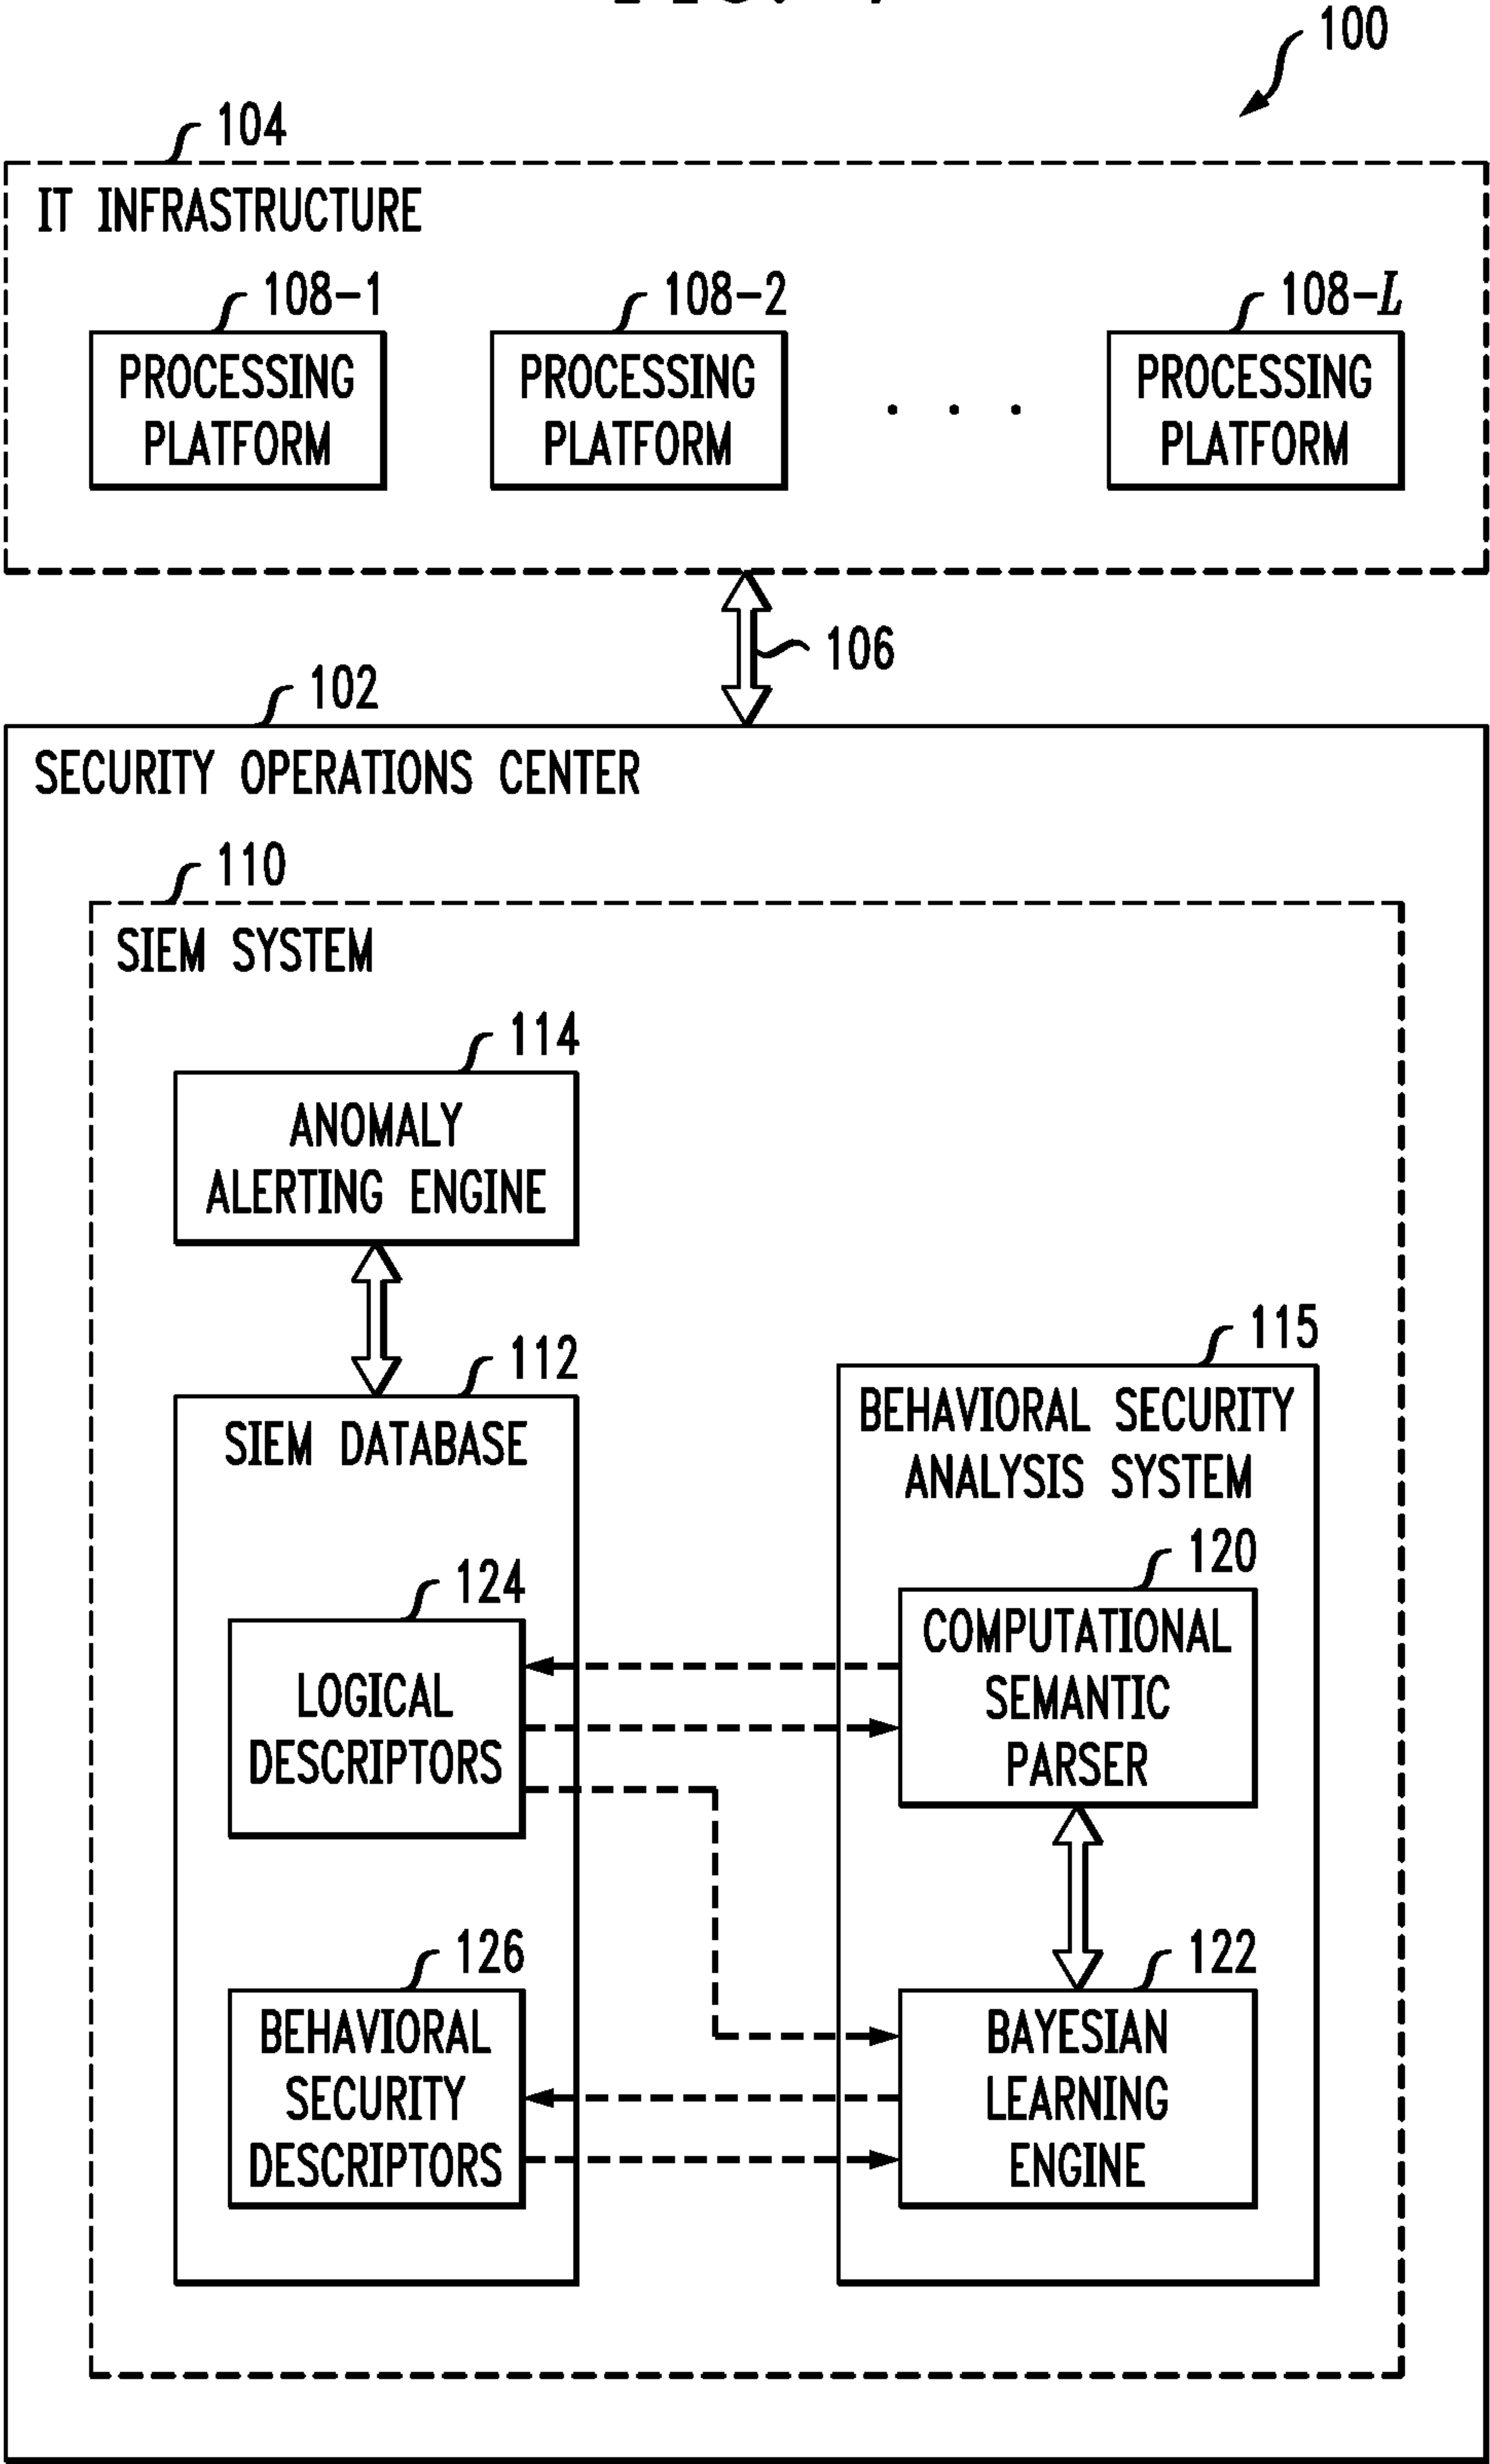 100
104
IT INFRASTRUCTURE
108-1
108-2
108-L
PROCESSING
PLATFORM
PROCESSING
PLATFORM
. . .
PROCESSING
PLATFORM
106
102
SECURITY OPERATIONS CENTER
110
SIEM SYSTEM
114
ANOMALY
ALERTING ENGINE
112
SIEM DATABASE
115
BEHAVIORAL SECURITY
ANALYSIS SYSTEM
124
LOGICAL
DESCRIPTORS
120
COMPUTATIONAL
SEMANTIC
PARSER
126
BEHAVIORAL
SECURITY
DESCRIPTORS
122
BAYESIAN
LEARNING
ENGINE